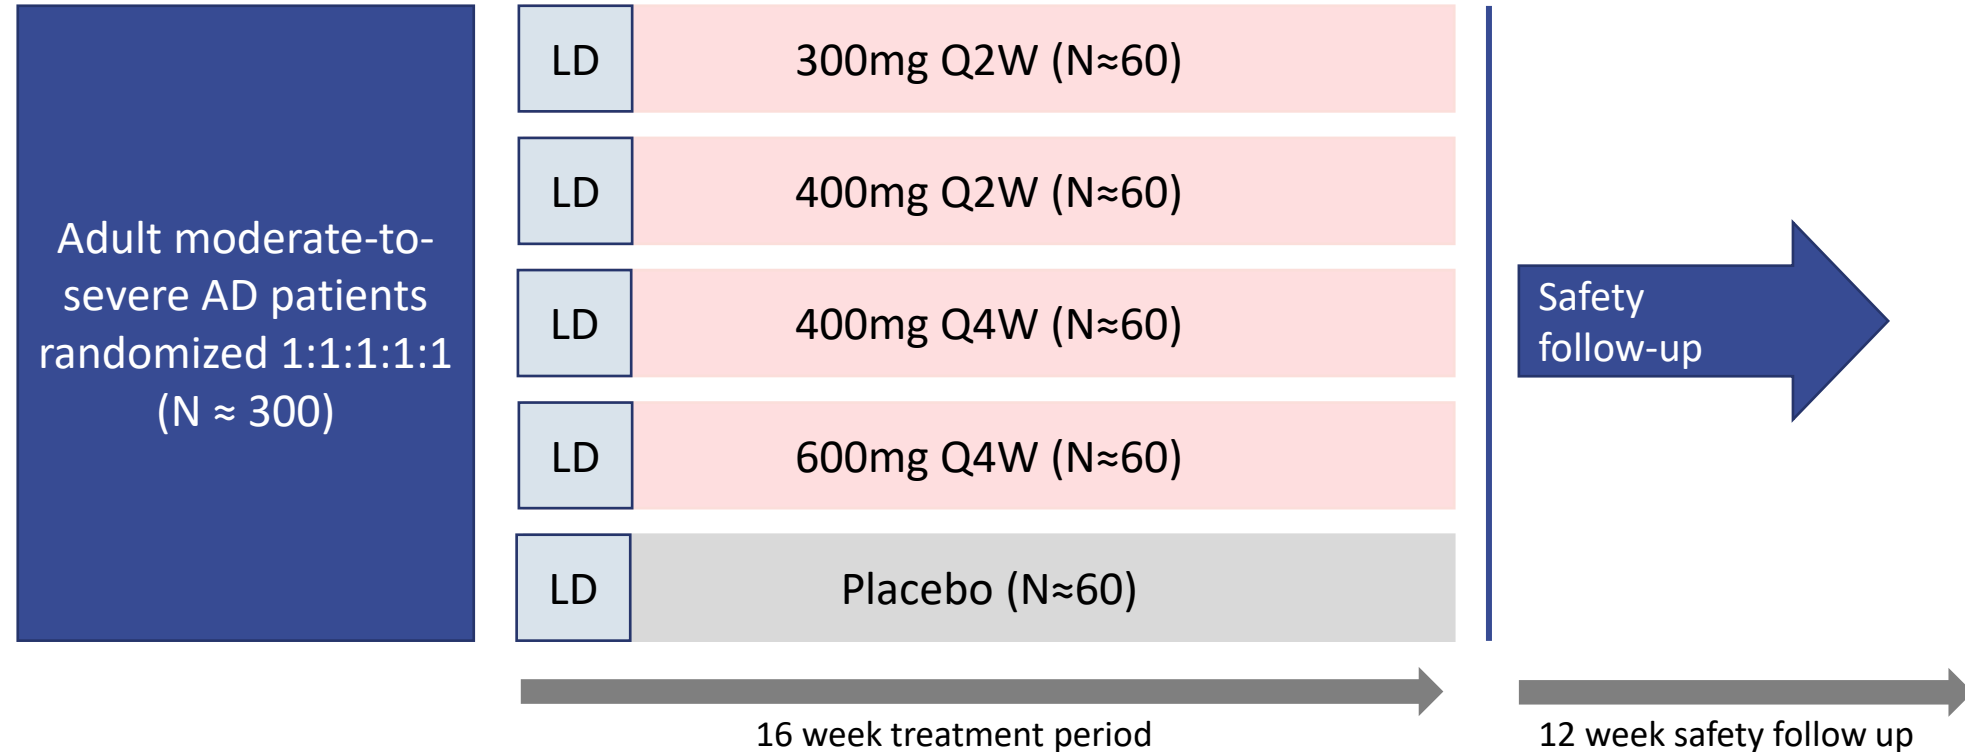 Adult moderate-to-
severe AD patients
randomized 1:1:1:1:1
(N ≈ 300)
LD
300mg Q2W (N≈60)
LD
400mg Q2W (N≈60)
LD
400mg Q4W (N≈60)
LD
600mg Q4W (N≈60)
LD
Placebo (N≈60)
Safety
follow-up
16 week treatment period
12 week safety follow up